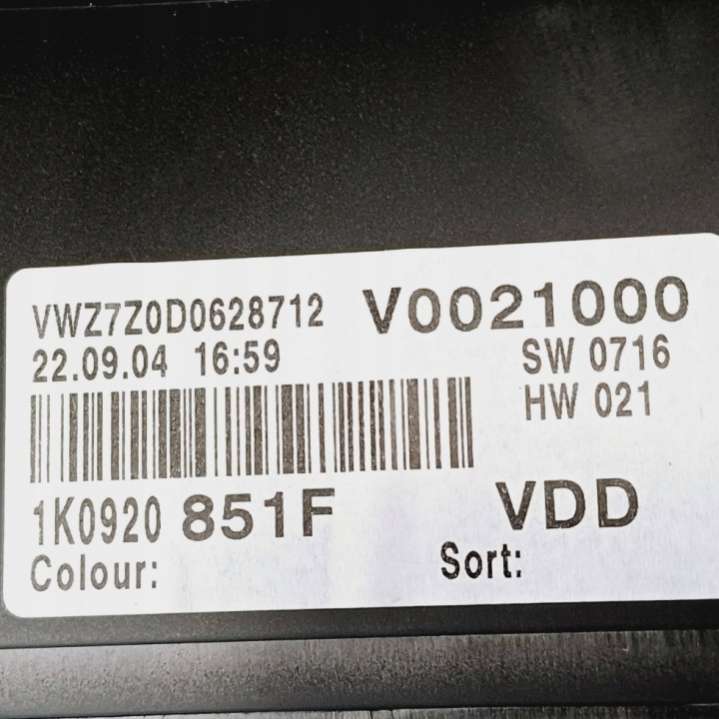 VWZ7Z0D0628712 V0021000
22.09.04 16:59 SW 0716
HW 021
1K0920 851F VDD
Colour: Sort: